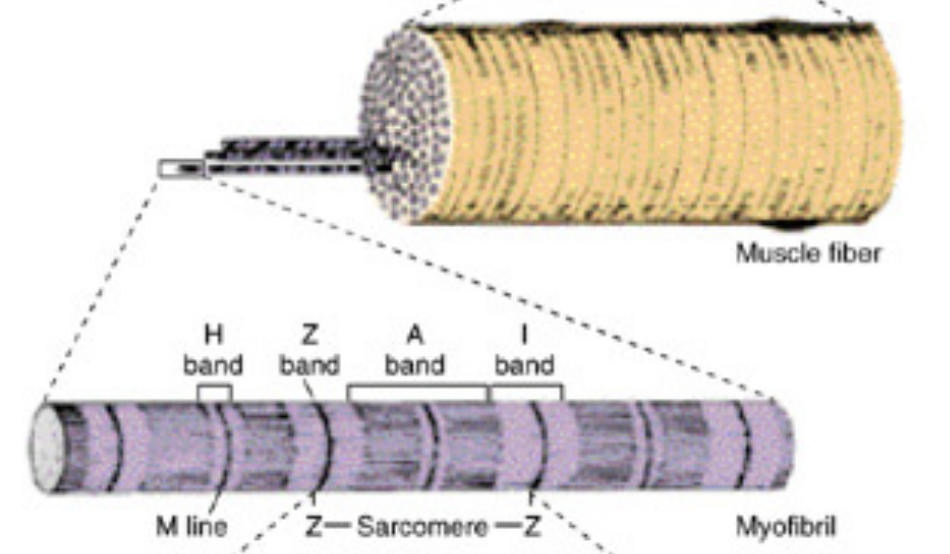 Muscle fiber
H band
Z band
A band
I band
M line
Z — Sarcomere — Z
Myofibril